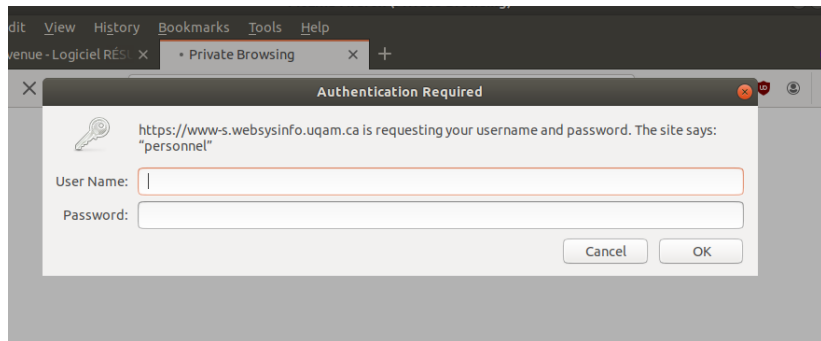 dit View History Bookmarks Tools Help
venue - Logiciel RÉSU × • Private Browsing × +
Authentication Required
https://www-s.websysinfo.uqam.ca is requesting your username and password. The site says:
“personnel”
User Name:
Password:
Cancel OK